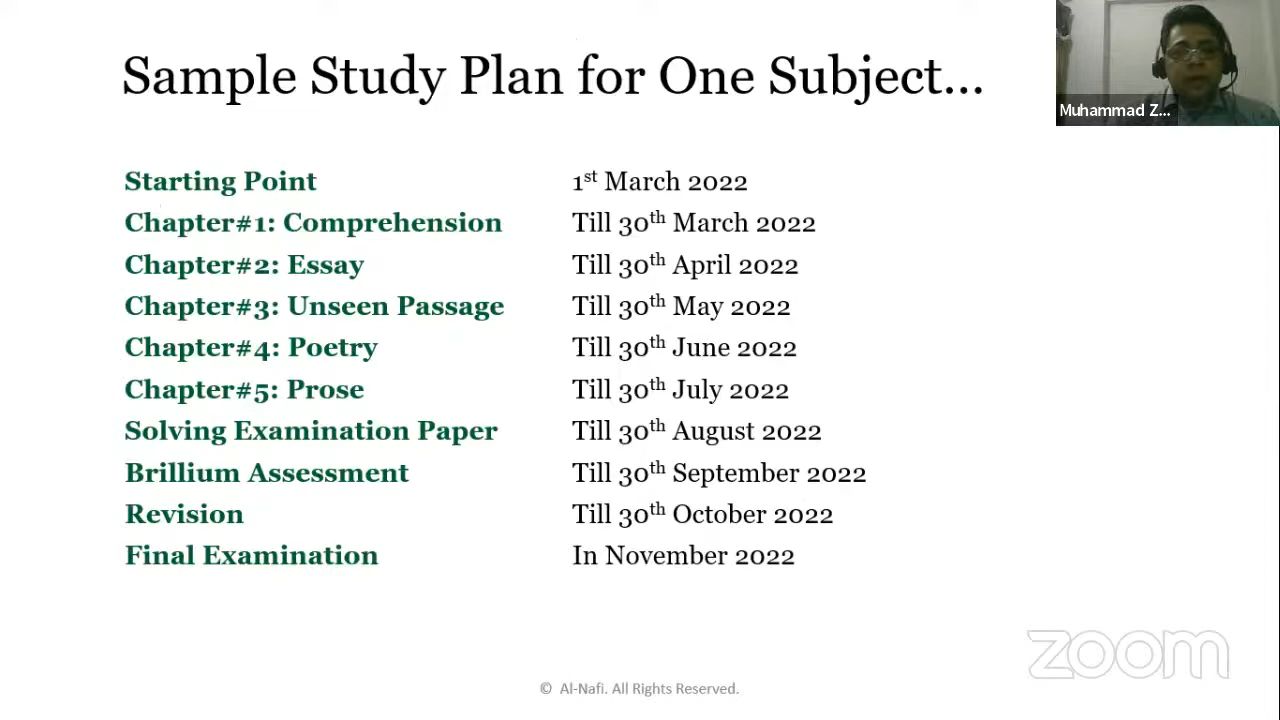 Sample Study Plan for One Subject...
Muhammad Z...
Starting Point 1st March 2022
Chapter#1: Comprehension Till 30th March 2022
Chapter#2: Essay Till 30th April 2022
Chapter#3: Unseen Passage Till 30th May 2022
Chapter#4: Poetry Till 30th June 2022
Chapter#5: Prose Till 30th July 2022
Solving Examination Paper Till 30th August 2022
Brillium Assessment Till 30th September 2022
Revision Till 30th October 2022
Final Examination In November 2022
zoom
© Al-Nafi. All Rights Reserved.